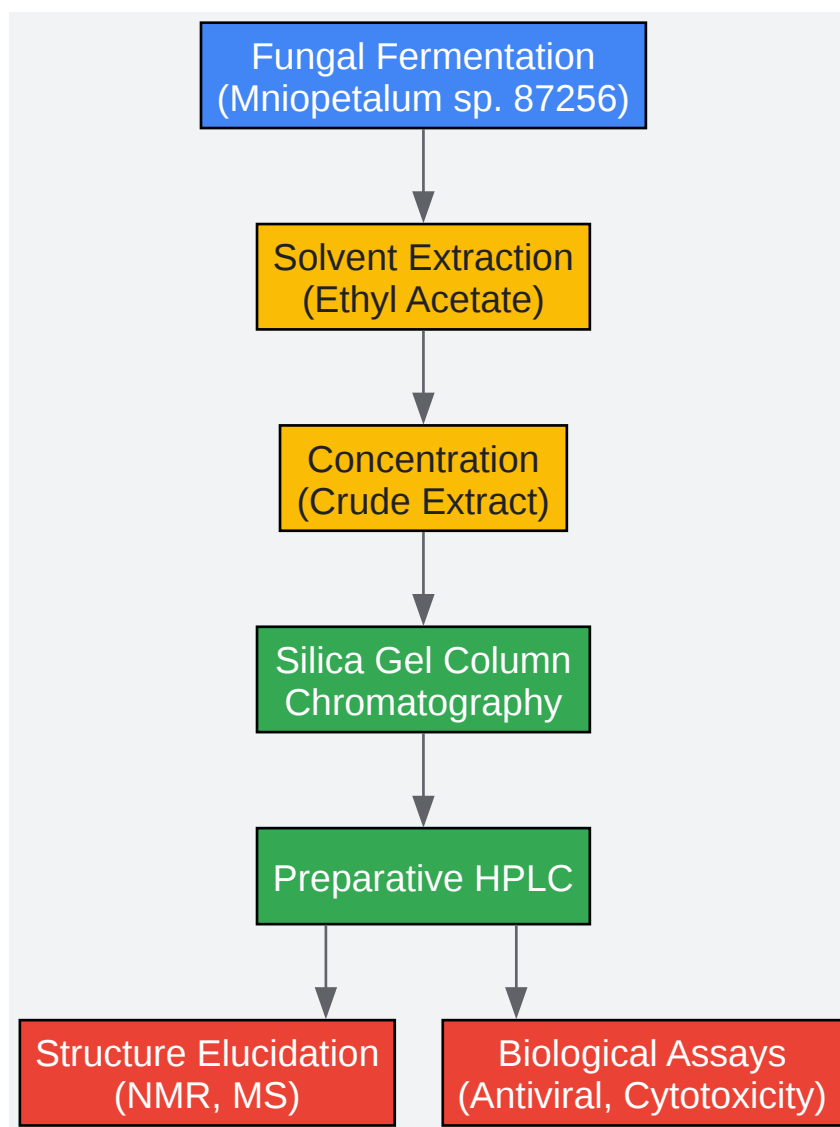 Fungal Fermentation
(Mniopetalum sp. 87256)
Solvent Extraction
(Ethyl Acetate)
Concentration
(Crude Extract)
Silica Gel Column
Chromatography
Preparative HPLC
Structure Elucidation
(NMR, MS)
Biological Assays
(Antiviral, Cytotoxicity)